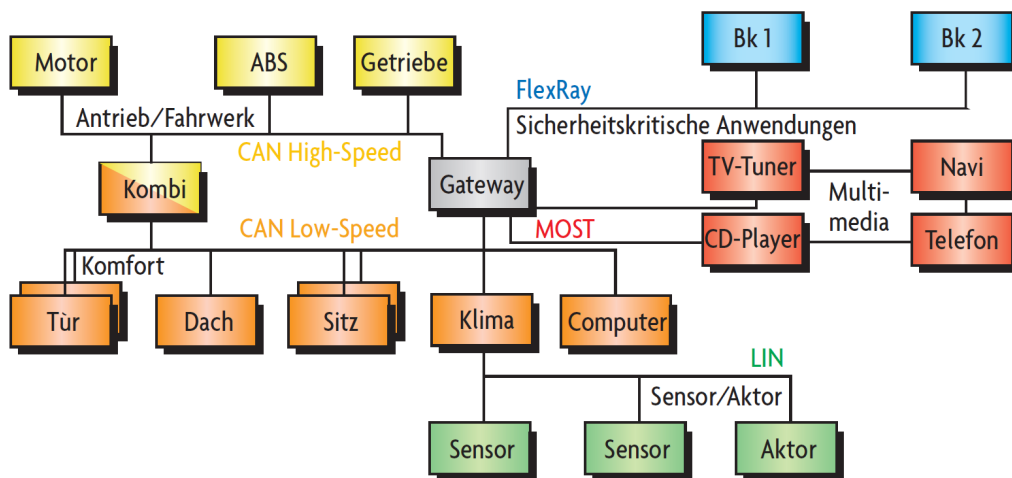 Motor
ABS
Getriebe
Bk 1
Bk 2
FlexRay
Antrieb/Fahrwerk
Sicherheitskritische Anwendungen
CAN High-Speed
Kombi
Gateway
TV-Tuner
Navi
Multi-
media
CAN Low-Speed
MOST
CD-Player
Telefon
Komfort
Tùr
Dach
Sitz
Klima
Computer
LIN
Sensor/Aktor
Sensor
Sensor
Aktor